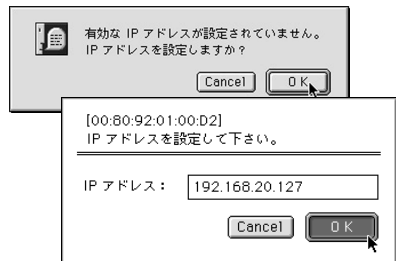 有効な IP アドレスが設定されていません。
IP アドレスを設定しますか？
Cancel OK
[00:80:92:01:00:D2]
IP アドレスを設定して下さい。
IP アドレス： 192.168.20.127
Cancel OK